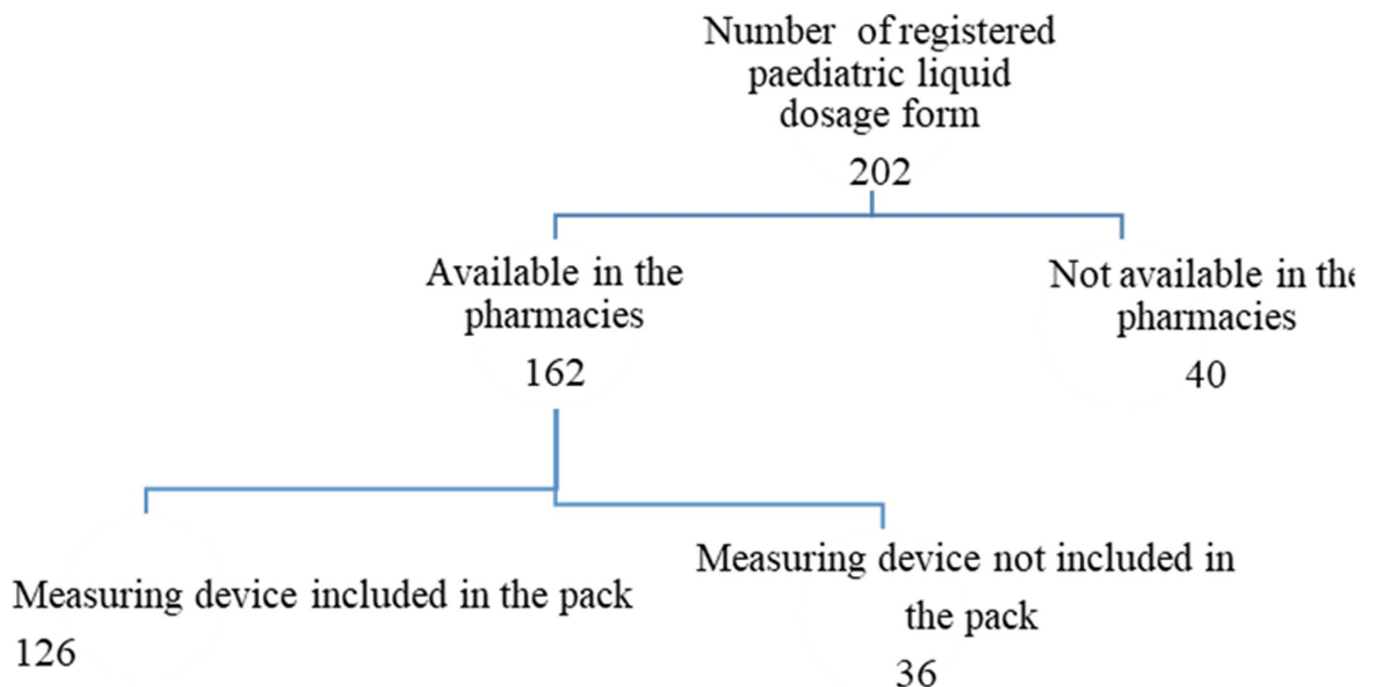 Number of registered
paediatric liquid
dosage form
202
Available in the
pharmacies
162
Not available in the
pharmacies
40
Measuring device included in the pack
126
Measuring device not included in
the pack
36